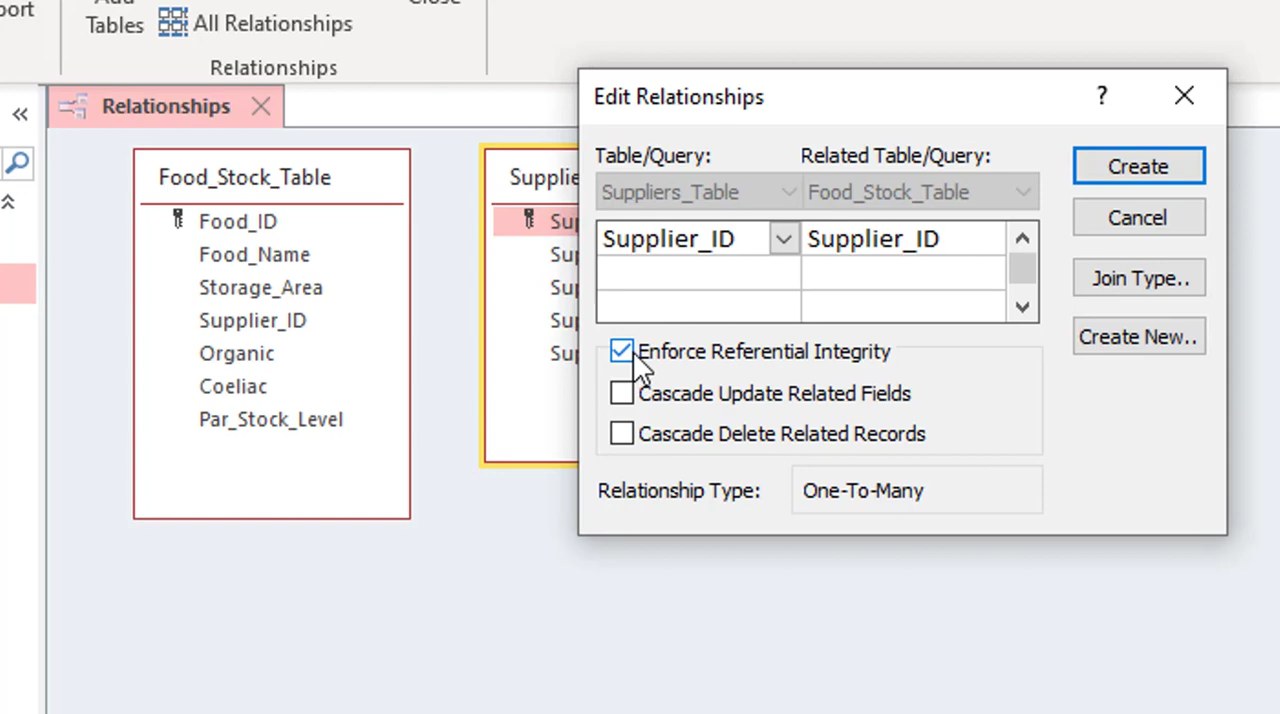 Tables
All Relationships
Relationships
Relationships
Food_Stock_Table
Food_ID
Food_Name
Storage_Area
Supplier_ID
Organic
Coeliac
Par_Stock_Level
Edit Relationships
?
Table/Query:
Related Table/Query:
Suppliers_Table
Food_Stock_Table
Supplier_ID
Supplier_ID
Enforce Referential Integrity
Cascade Update Related Fields
Cascade Delete Related Records
Relationship Type:
One-To-Many
Create
Cancel
Join Type..
Create New..